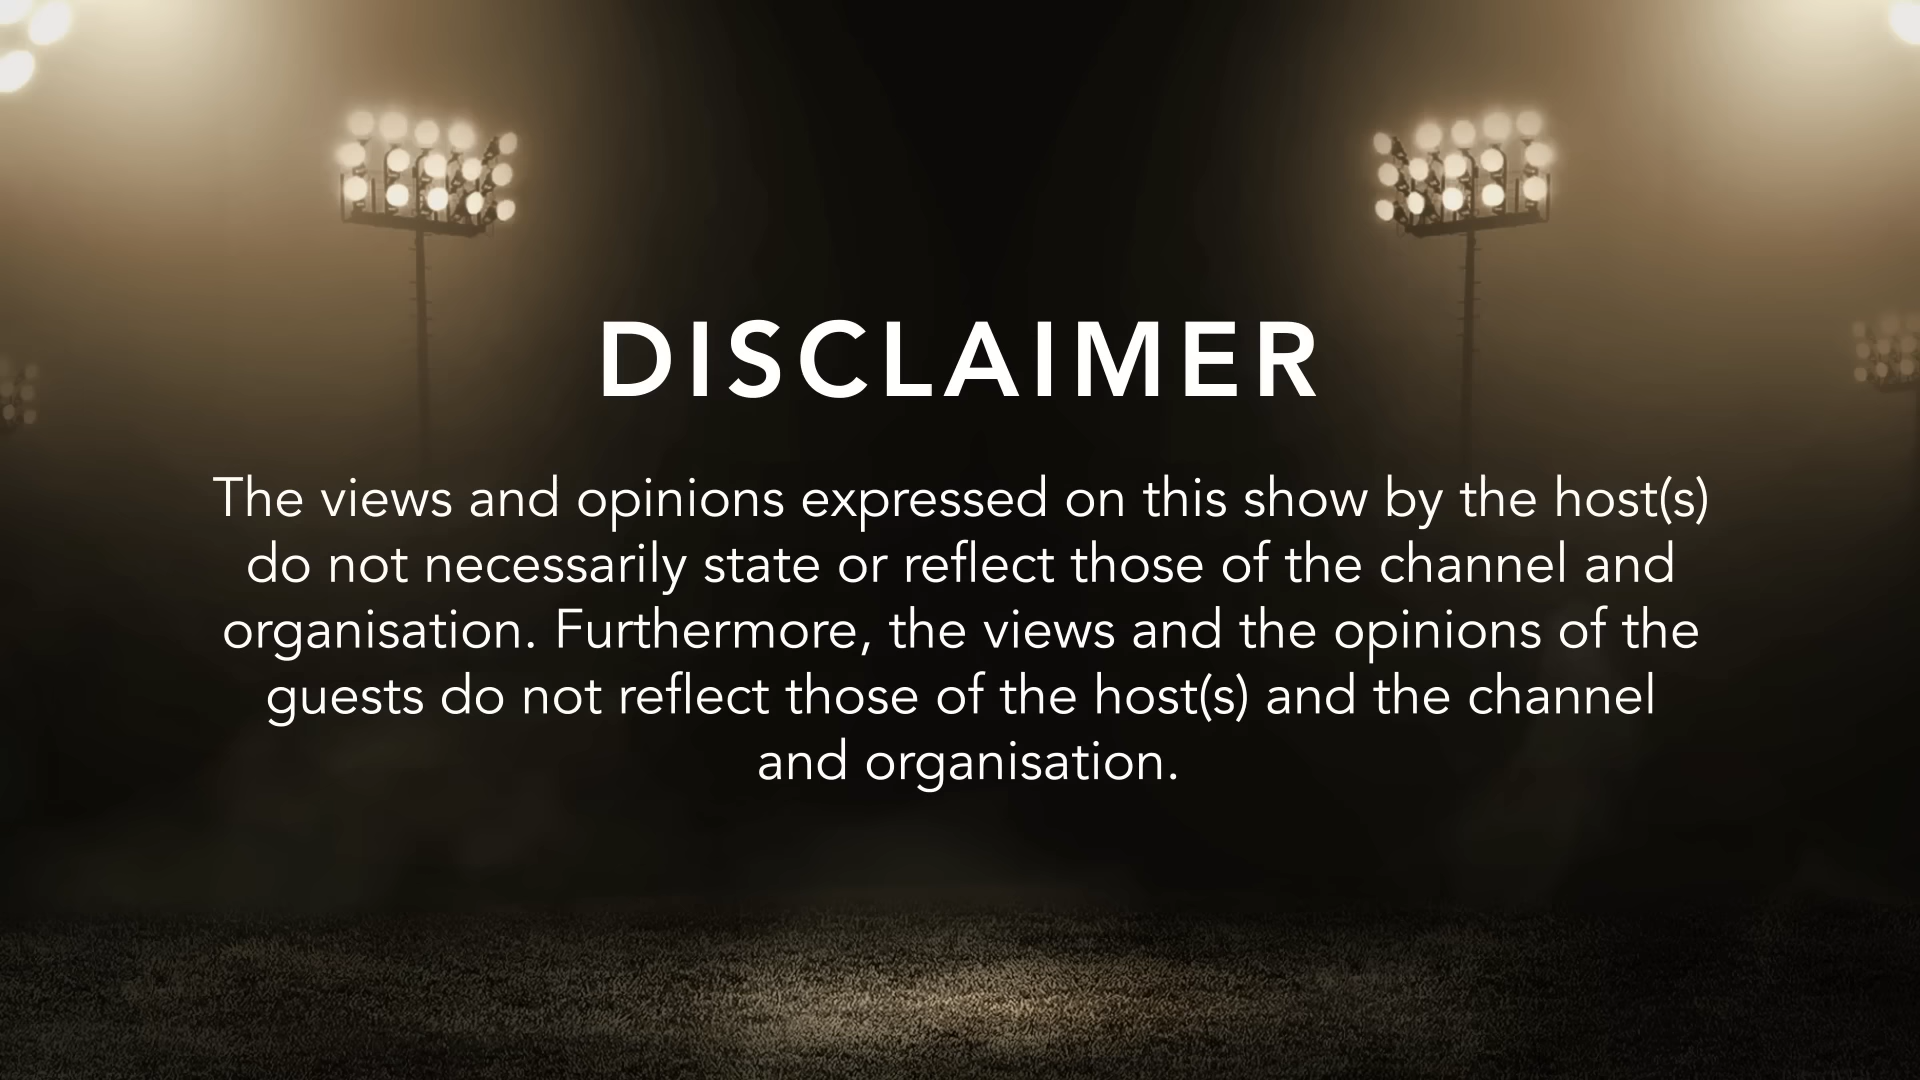 DISCLAIMER
The views and opinions expressed on this show by the host(s)
do not necessarily state or reflect those of the channel and
organisation. Furthermore, the views and the opinions of the
guests do not reflect those of the host(s) and the channel
and organisation.